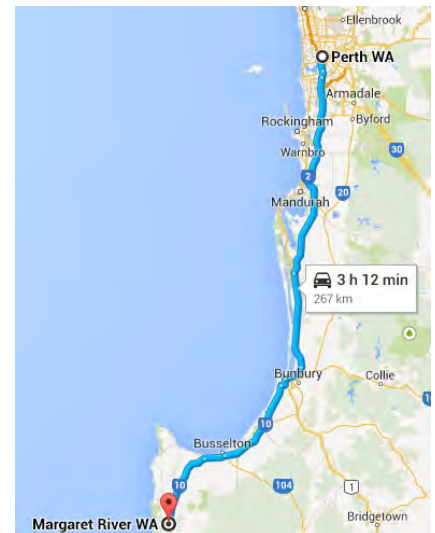 Ellenbrook
Perth WA
Armadale
Rockingham
Byford
Warnbro
30
2
20
Mandurah
3 h 12 min
267 km
Bunbury
Collie
10
Busselton
10
104
1
Bridgetown
Margaret River WA